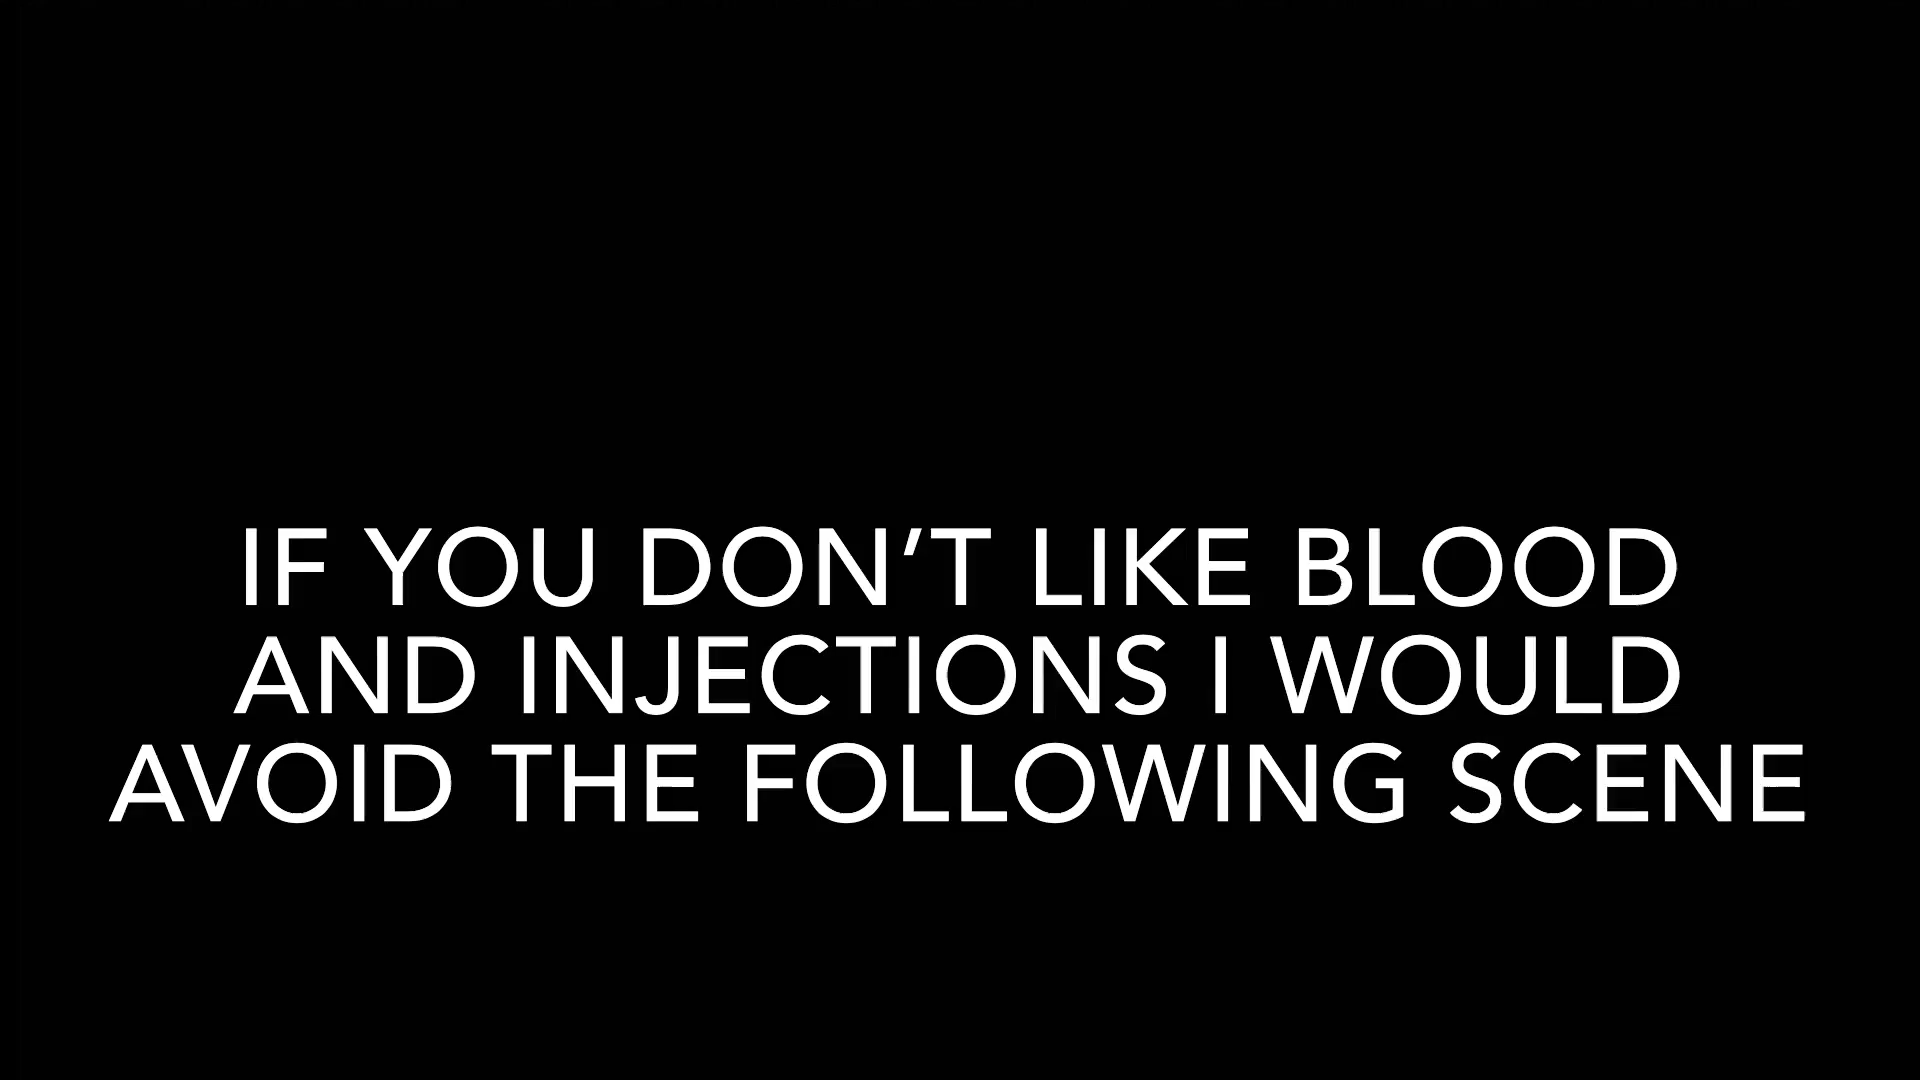 IF YOU DON’T LIKE BLOOD
AND INJECTIONS I WOULD
AVOID THE FOLLOWING SCENE